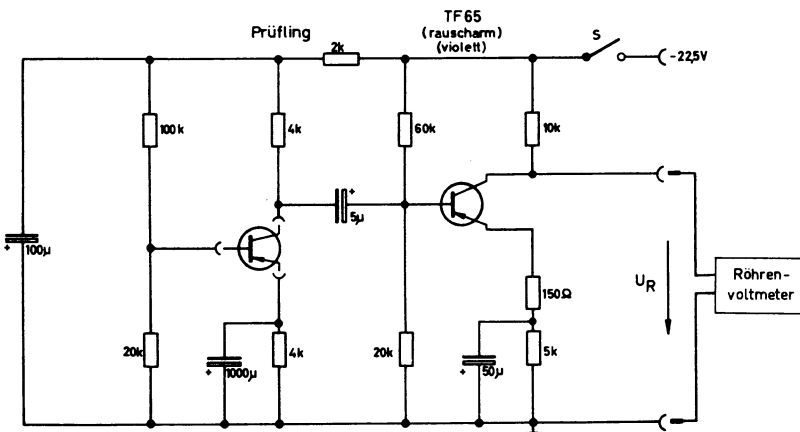 Prüfling
TF65
(rauscharm)
(violett)
S
-22,5V
2k
100k
4k
60k
10k
+
5µ
+
100µ
150Ω
U_R
Röhren-
voltmeter
20k
+
1000µ
4k
20k
+
50µ
5k